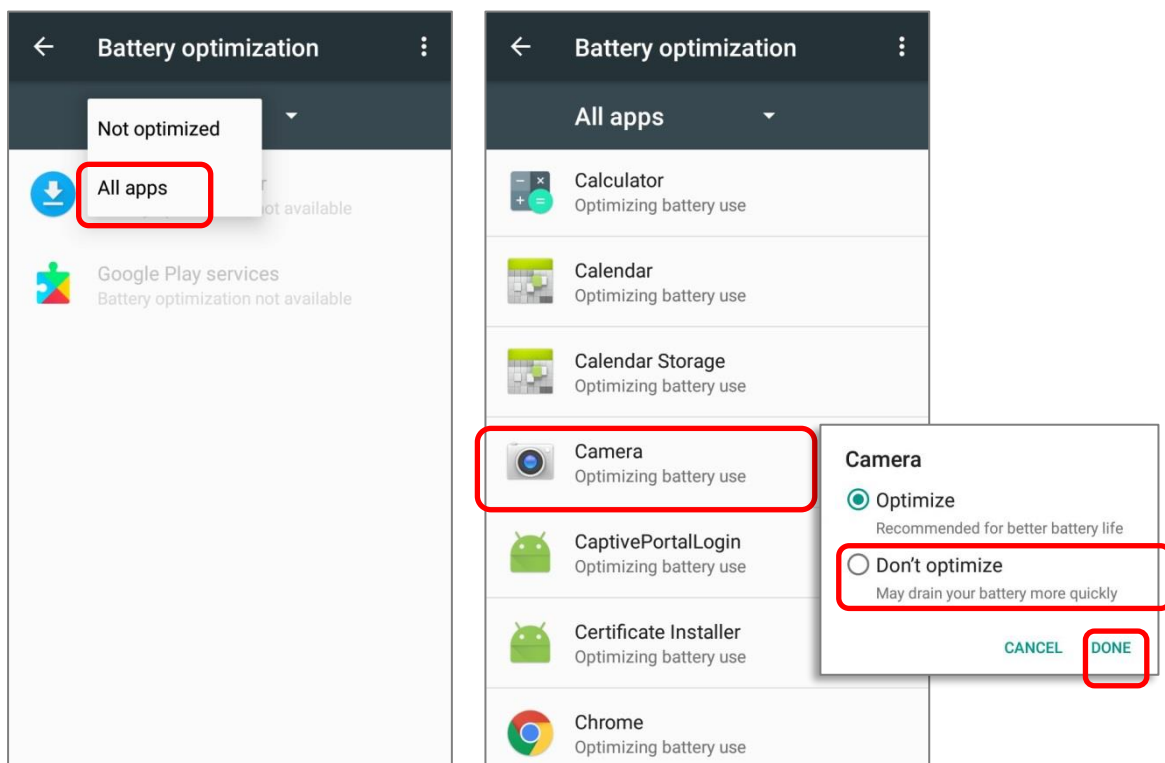 Battery optimization
Not optimized
All apps
r
ot available
Google Play services
Battery optimization not available
Battery optimization
All apps
Calculator
Optimizing battery use
Calendar
Optimizing battery use
Calendar Storage
Optimizing battery use
Camera
Optimizing battery use
CaptivePortalLogin
Optimizing battery use
Certificate Installer
Optimizing battery use
Chrome
Optimizing battery use
Camera
Optimize
Recommended for better battery life
Don't optimize
May drain your battery more quickly
CANCEL DONE